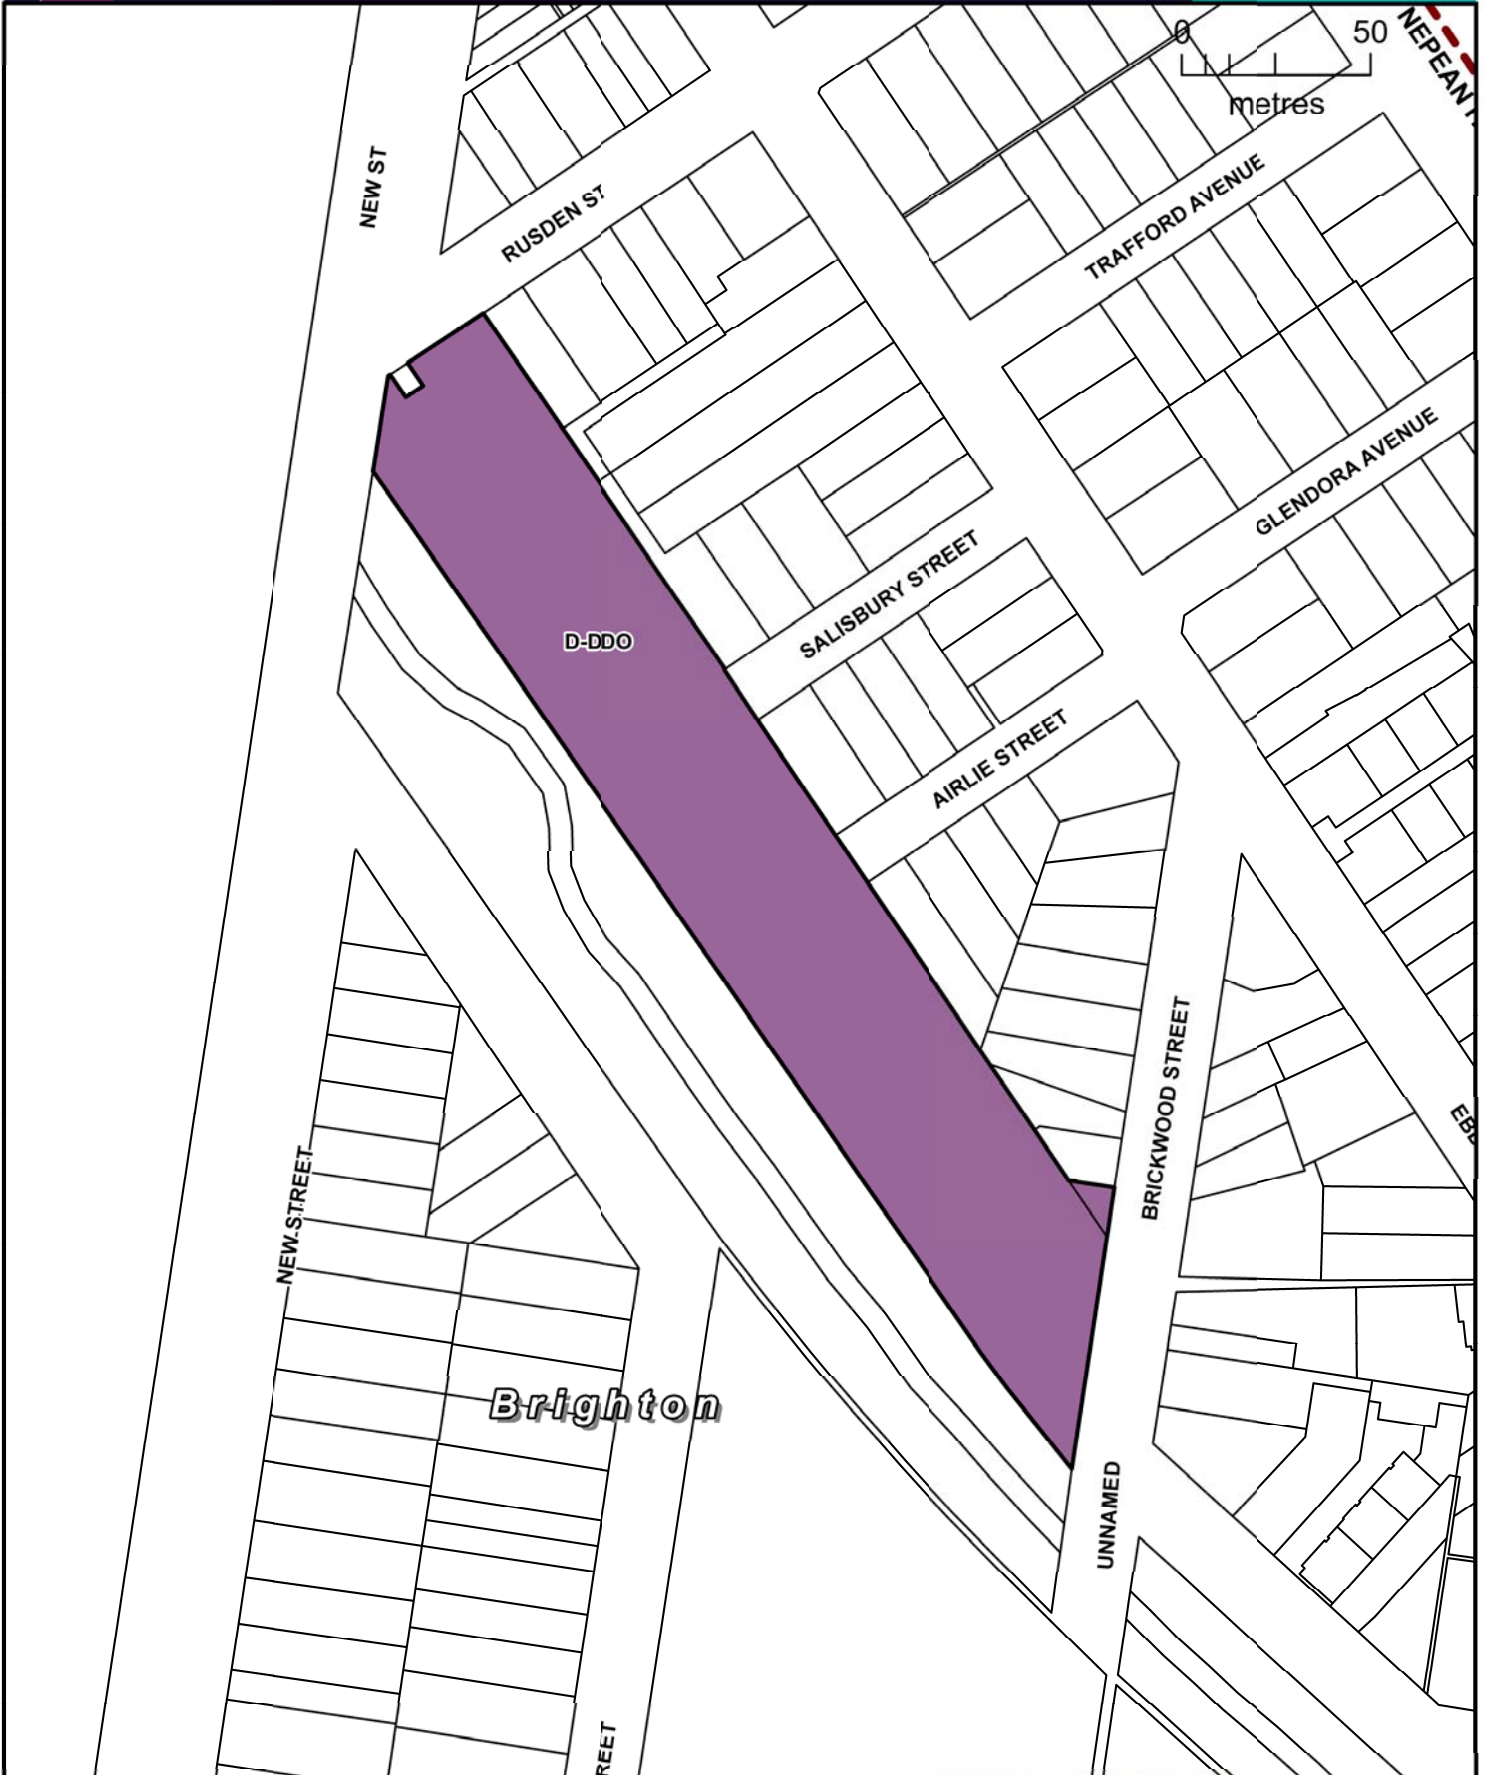 0 50
metres
NEPEAN
NEW ST
RUSDEN ST
TRAFFORD AVENUE
GLENDORA AVENUE
SALISBURY STREET
D-DDO
AIRLIE STREET
BRICKWOOD STREET
NEW STREET
Brighton
UNNAMED